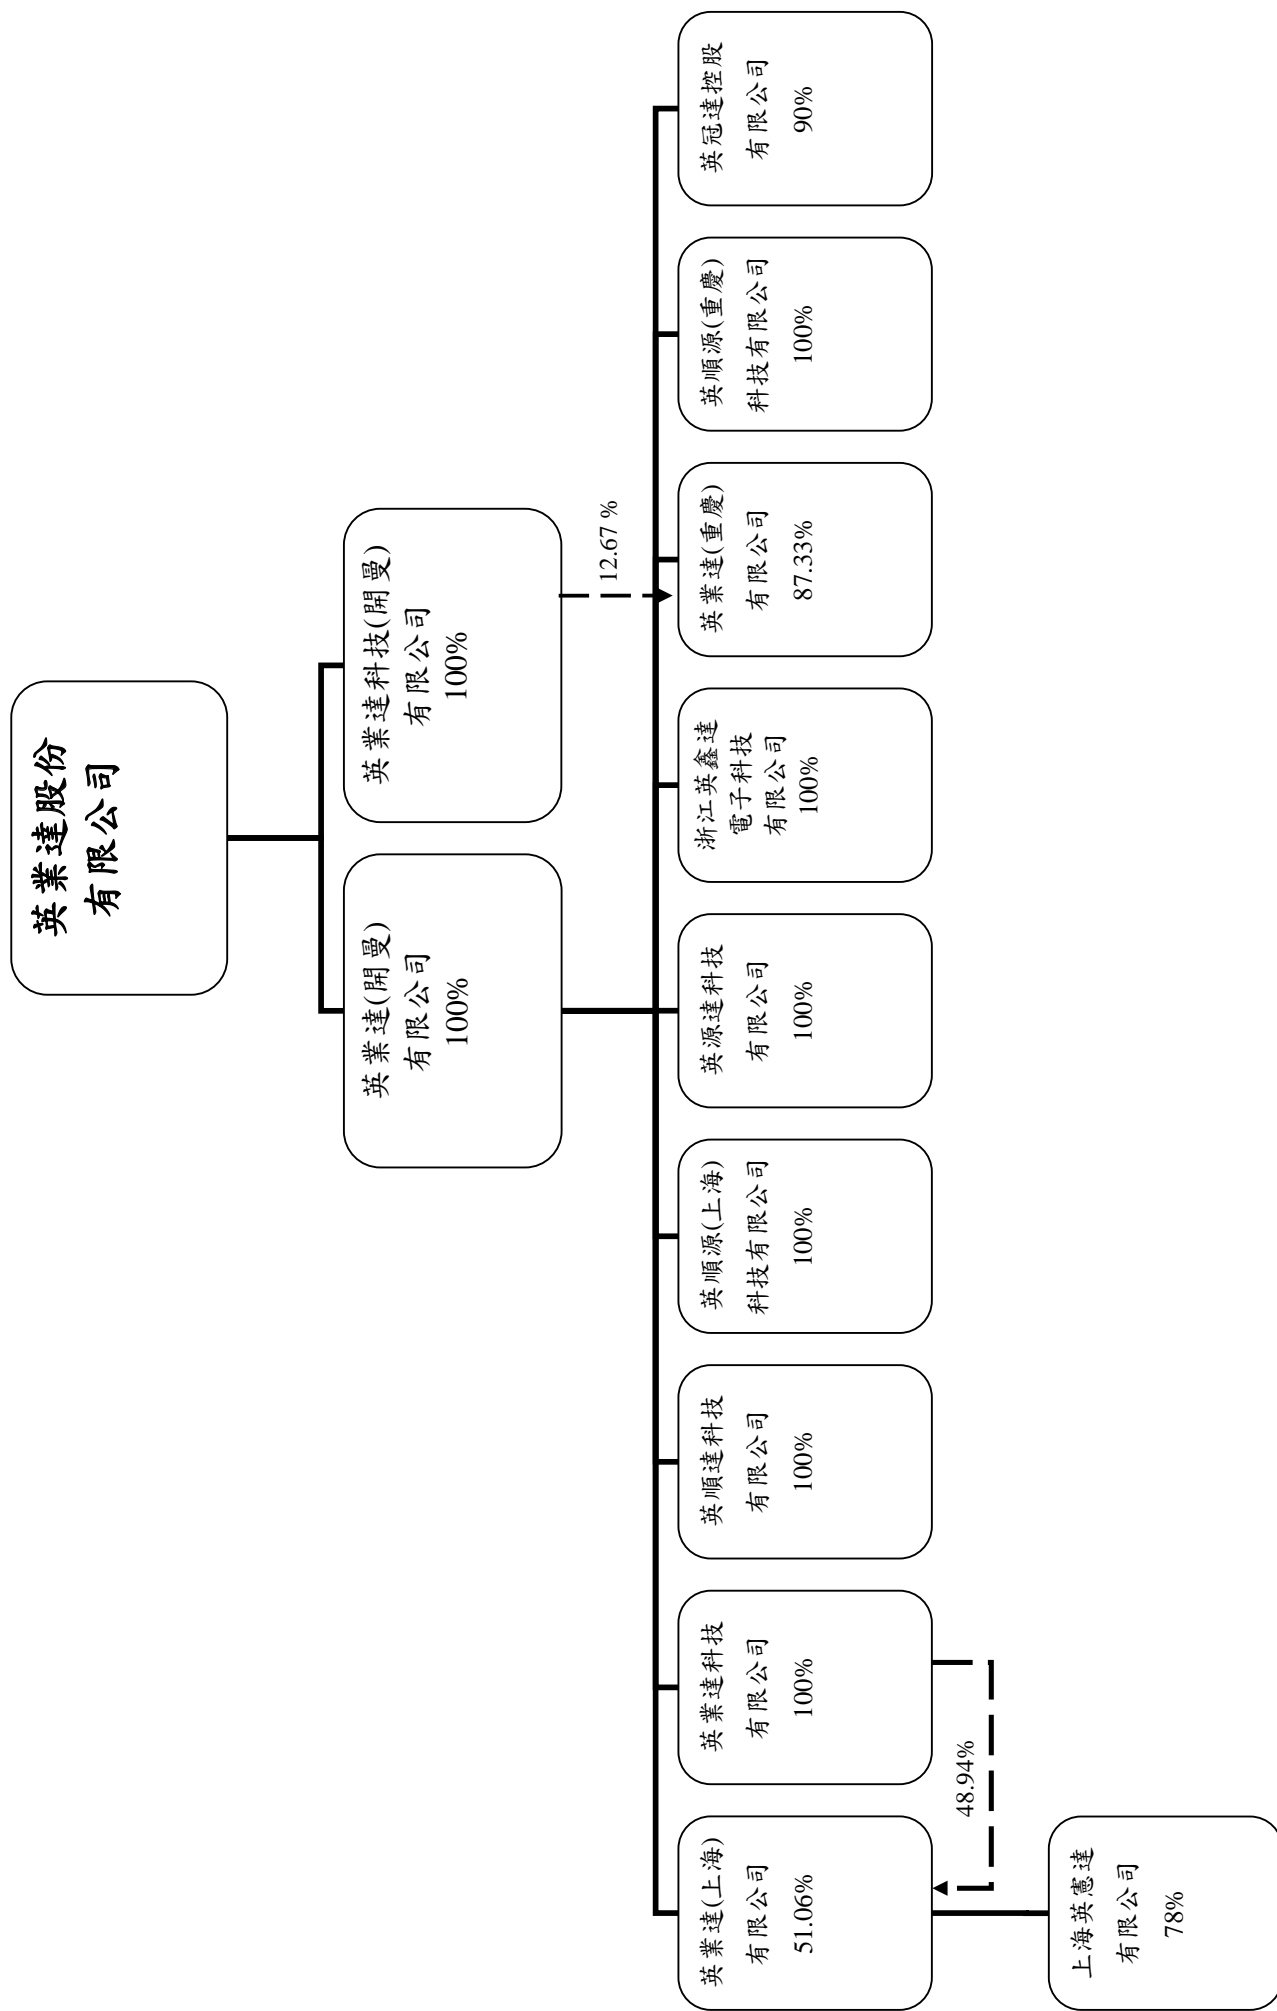 英業達股份
有限公司
英業達(開曼)
有限公司
100%
英業達科技(開曼)
有限公司
100%
12.67 %
英業達(上海)
有限公司
51.06%
英業達科技
有限公司
100%
英順達科技
有限公司
100%
英順源(上海)
科技有限公司
100%
英源達科技
有限公司
100%
浙江英鑫達
電子科技
有限公司
100%
英業達(重慶)
有限公司
87.33%
英順源(重慶)
科技有限公司
100%
英冠達控股
有限公司
90%
48.94%
上海英憲達
有限公司
78%